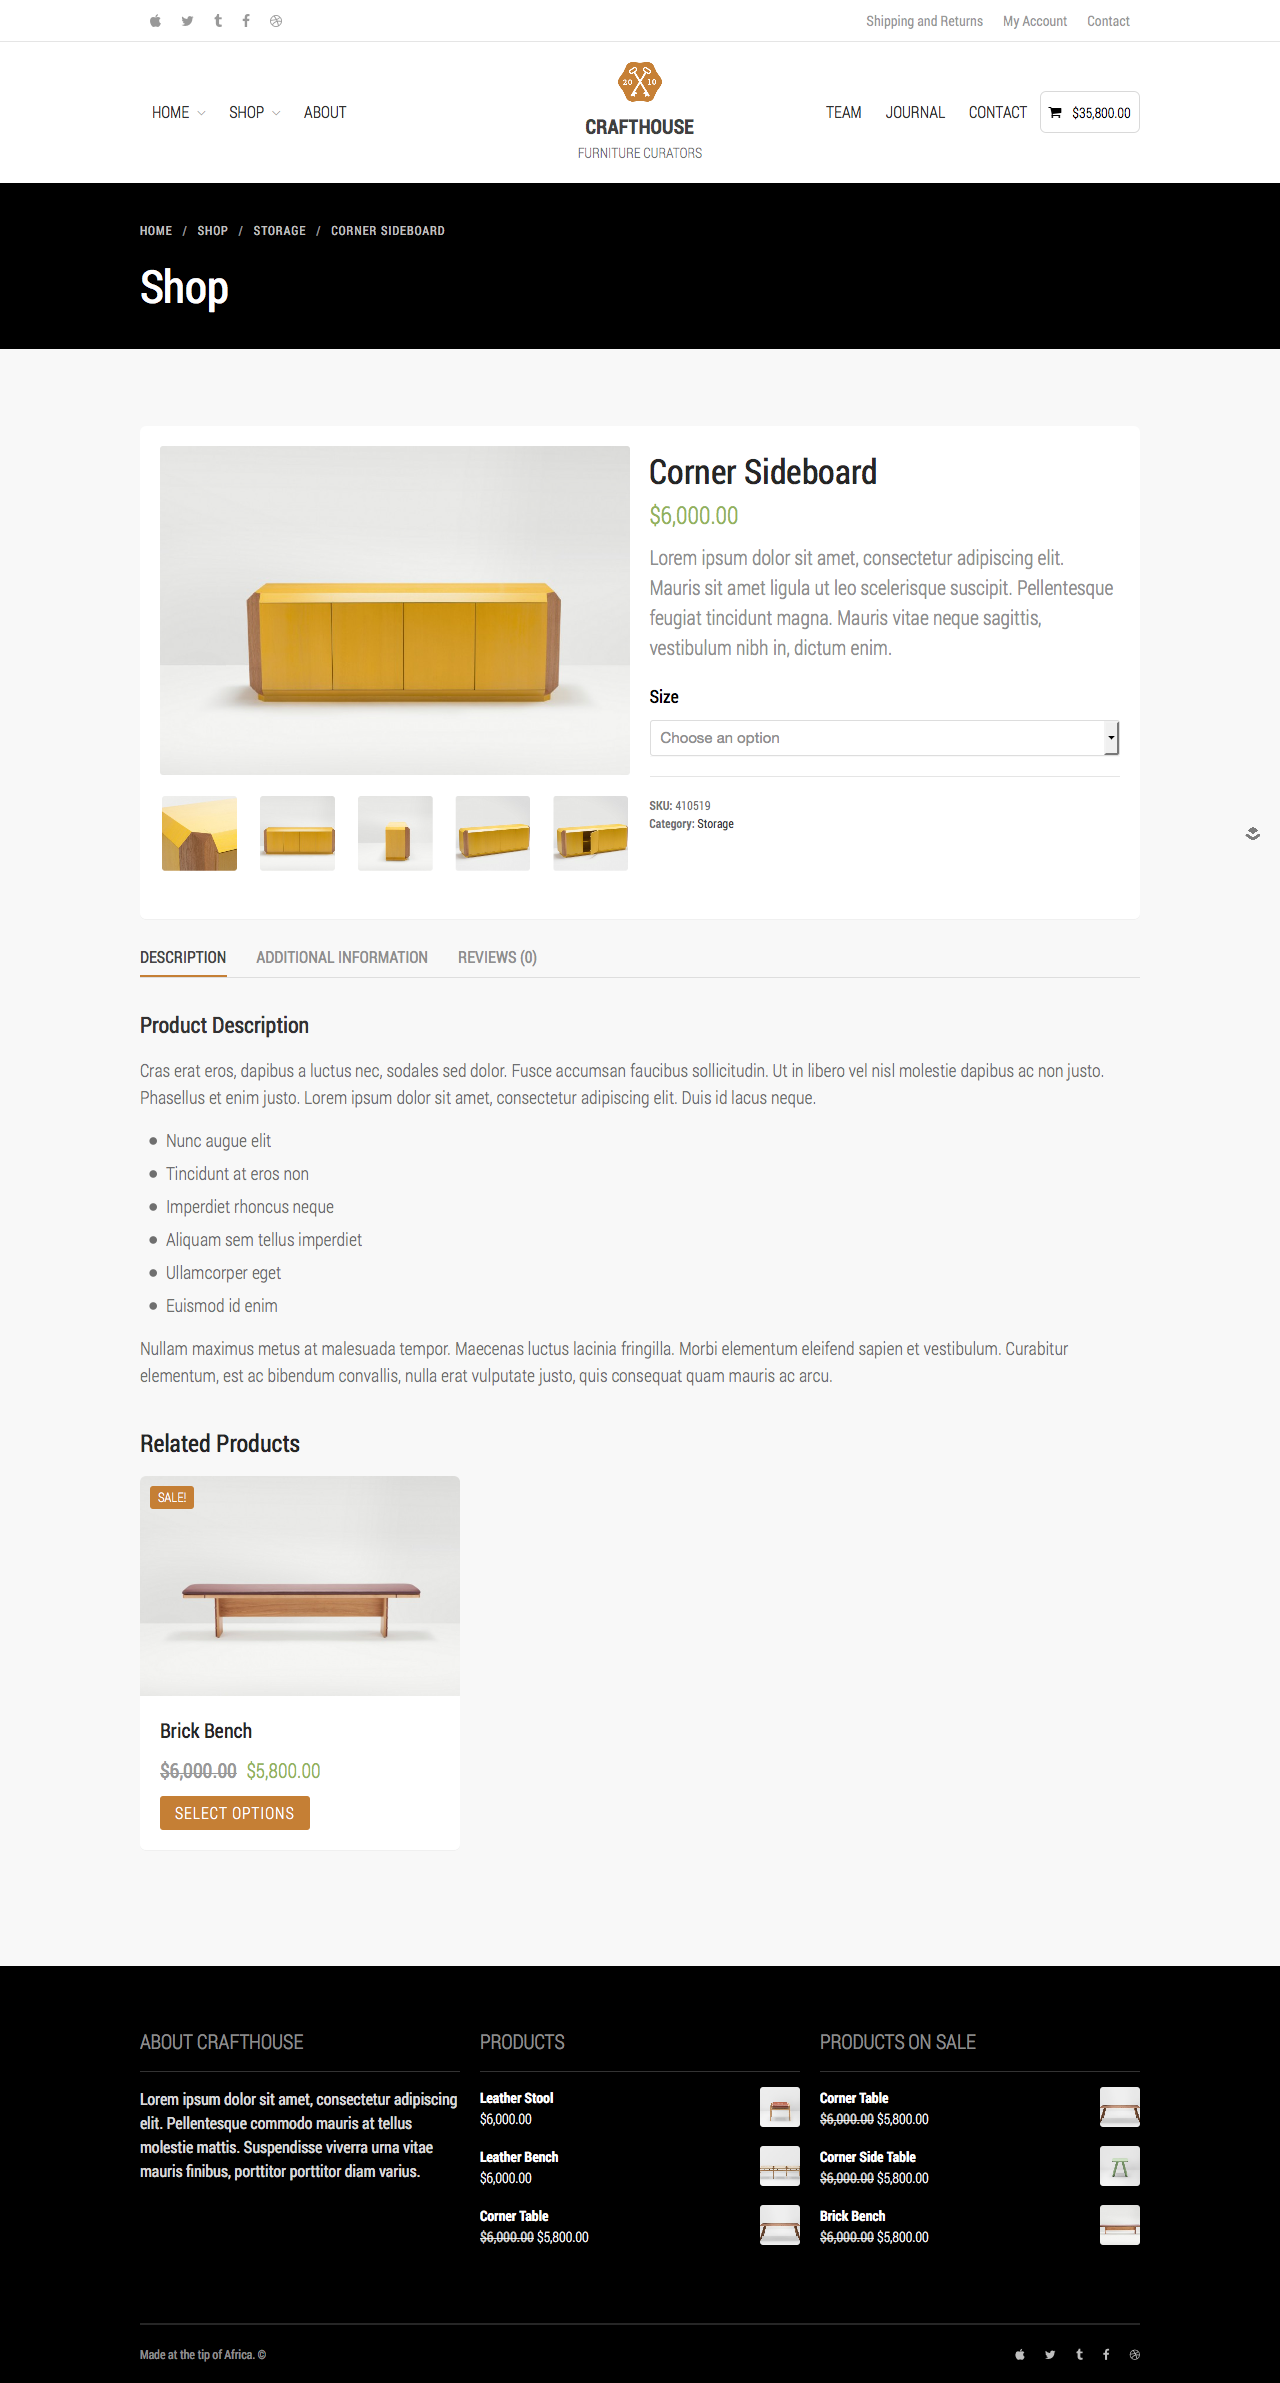 Shipping and Returns My Account Contact
HOME SHOP ABOUT
20 10
CRAFTHOUSE
FURNITURE CURATORS
TEAM JOURNAL CONTACT $35,800.00
HOME / SHOP / STORAGE / CORNER SIDEBOARD
Shop
Corner Sideboard
$6,000.00
Lorem ipsum dolor sit amet, consectetur adipiscing elit.
Mauris sit amet ligula ut leo scelerisque suscipit. Pellentesque
feugiat tincidunt magna. Mauris vitae neque sagittis,
vestibulum nibh in, dictum enim.
Size
Choose an option
SKU: 410519
Category: Storage
DESCRIPTION ADDITIONAL INFORMATION REVIEWS (0)
Product Description
Cras erat eros, dapibus a luctus nec, sodales sed dolor. Fusce accumsan faucibus sollicitudin. Ut in libero vel nisl molestie dapibus ac non justo.
Phasellus et enim justo. Lorem ipsum dolor sit amet, consectetur adipiscing elit. Duis id lacus neque.
Nunc augue elit
Tincidunt at eros non
Imperdiet rhoncus neque
Aliquam sem tellus imperdiet
Ullamcorper eget
Euismod id enim
Nullam maximus metus at malesuada tempor. Maecenas luctus lacinia fringilla. Morbi elementum eleifend sapien et vestibulum. Curabitur
elementum, est ac bibendum convallis, nulla erat vulputate justo, quis consequat quam mauris ac arcu.
Related Products
SALE!
Brick Bench
$6,000.00 $5,800.00
SELECT OPTIONS
ABOUT CRAFTHOUSE
Lorem ipsum dolor sit amet, consectetur adipiscing
elit. Pellentesque commodo mauris at tellus
molestie mattis. Suspendisse viverra urna vitae
mauris finibus, porttitor porttitor diam varius.
PRODUCTS
Leather Stool
$6,000.00
Leather Bench
$6,000.00
Corner Table
$6,000.00 $5,800.00
PRODUCTS ON SALE
Corner Table
$6,000.00 $5,800.00
Corner Side Table
$6,000.00 $5,800.00
Brick Bench
$6,000.00 $5,800.00
Made at the tip of Africa. ©